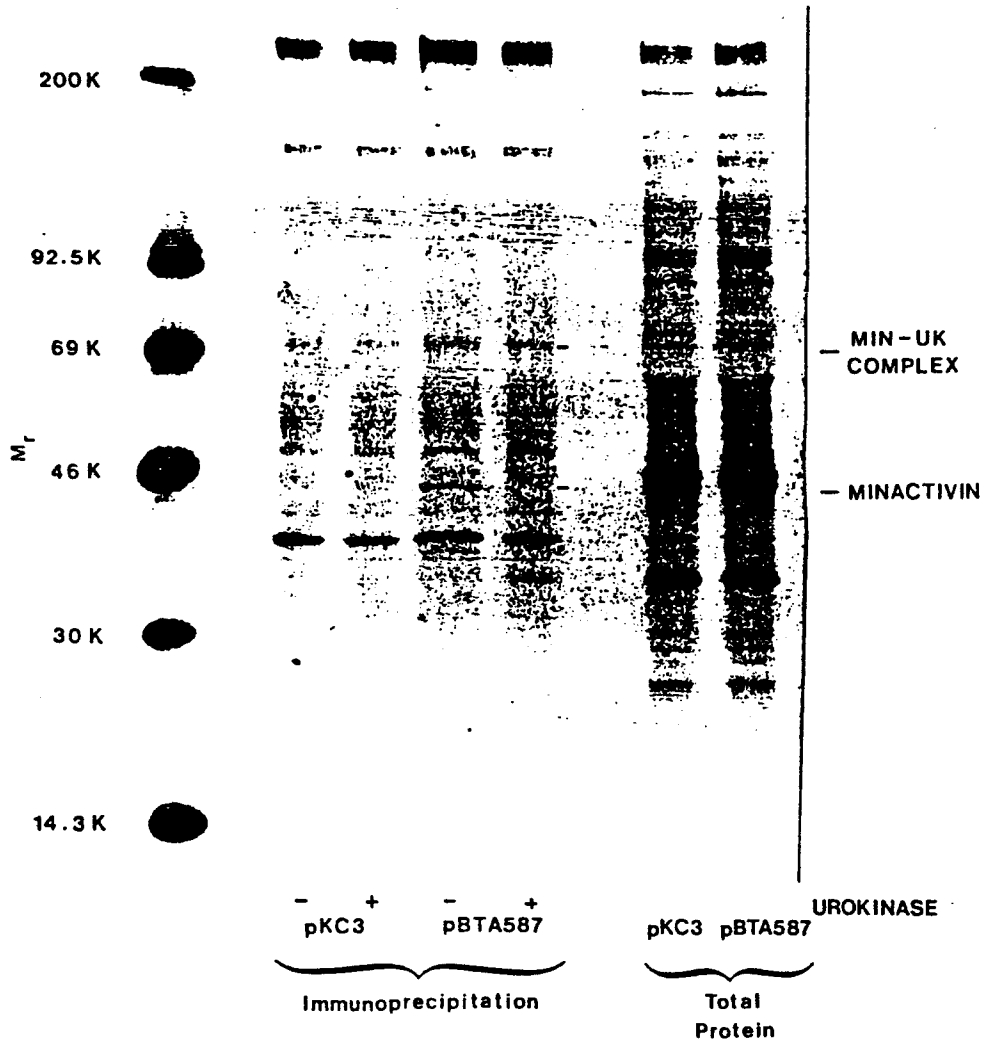 200K
92.5K
69K
Mr
46K
30K
14.3K
MIN-UK
COMPLEX
MINACTIVIN
- + - + UROKINASE
pKC3 pBTA587 pKC3 pBTA587
Immunoprecipitation
Total
Protein